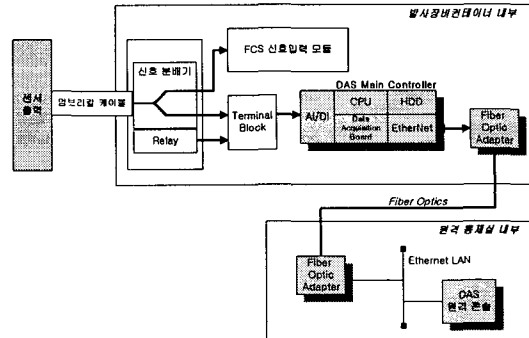 발사장비컨테이너 내부
신호 분배기
FCS 신호입력 모듈
센서
출력
엄브리칼 케이블
Relay
Terminal
Block
DAS Main Controller
AI/DI
CPU
HDD
Data
Acquisition
Board
EtherNet
Fiber
Optic
Adapter
Fiber Optics
원격 통제실 내부
Fiber
Optic
Adapter
Ethernet LAN
DAS
원격 콘솔